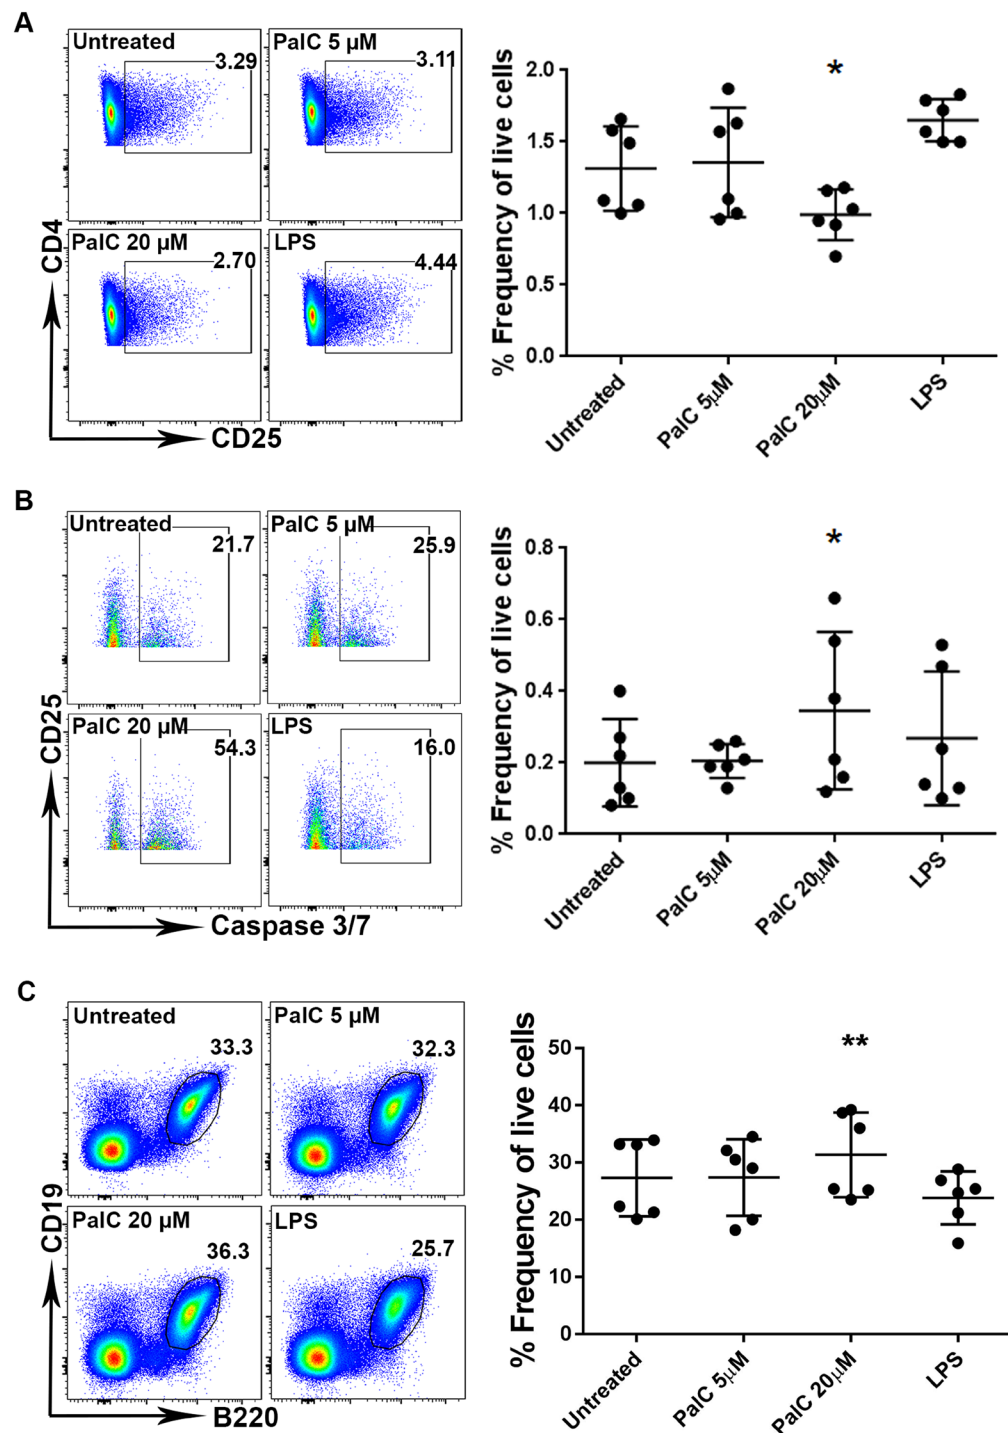 A
Untreated
3.29
PalC 5 µM
3.11
PalC 20 µM
2.70
LPS
4.44
CD4
CD25
% Frequency of live cells
2.0
1.5
1.0
0.5
0.0
*
Untreated
PalC 5µM
PalC 20µM
LPS
B
Untreated
21.7
PalC 5 µM
25.9
PalC 20 µM
54.3
LPS
16.0
CD25
Caspase 3/7
% Frequency of live cells
0.8
0.6
0.4
0.2
0.0
*
Untreated
PalC 5µM
PalC 20µM
LPS
C
Untreated
33.3
PalC 5 µM
32.3
PalC 20 µM
36.3
LPS
25.7
CD19
B220
% Frequency of live cells
50
40
30
20
10
0
**
Untreated
PalC 5µM
PalC 20µM
LPS